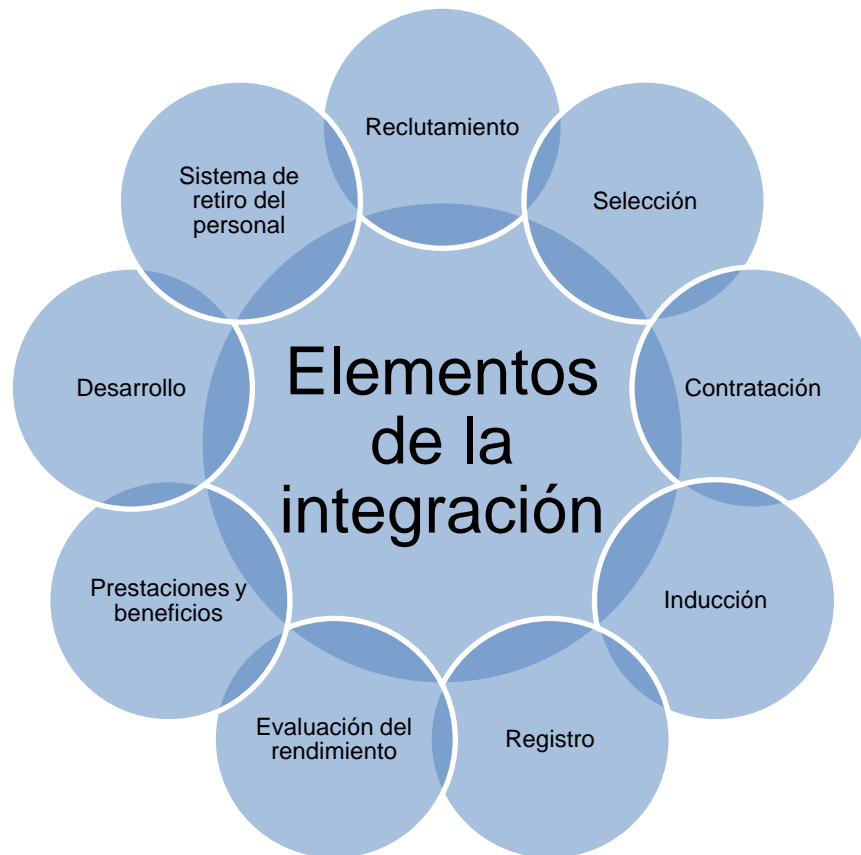 Reclutamiento
Selección
Contratación
Inducción
Registro
Evaluación del
rendimiento
Prestaciones y
beneficios
Desarrollo
Sistema de
retiro del
personal
Elementos
de la
integración